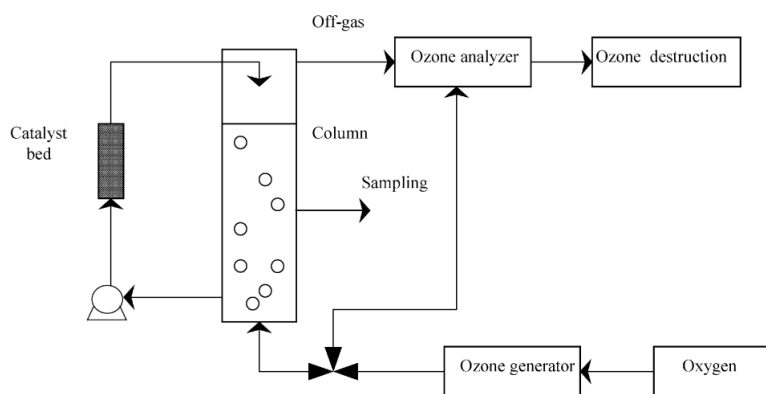 Off-gas
Ozone analyzer
Ozone destruction
Catalyst
bed
Column
Sampling
Ozone generator
Oxygen